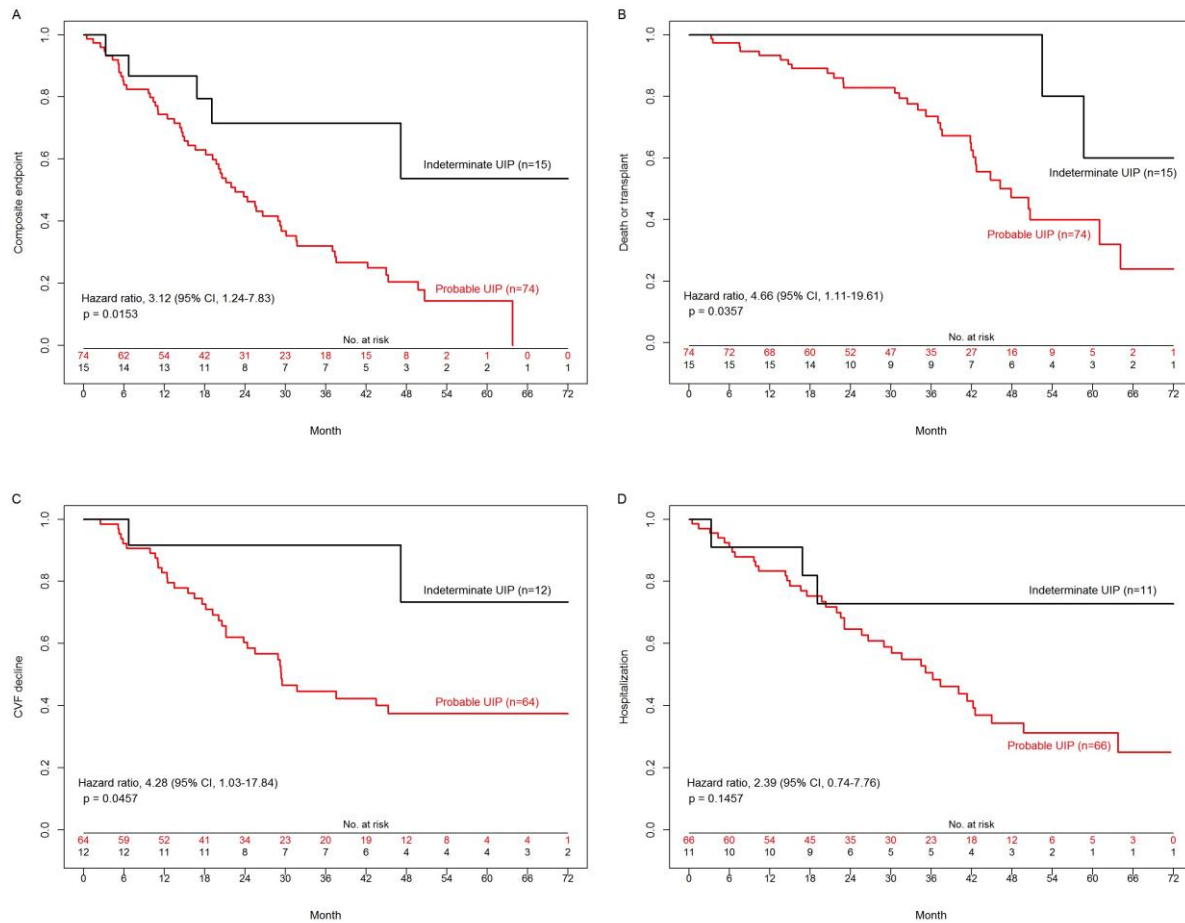 A
Composite endpoint
1.0
0.8
0.6
0.4
0.2
0.0
Indeterminate UIP (n=15)
Probable UIP (n=74)
Hazard ratio, 3.12 (95% CI, 1.24-7.83)
p = 0.0153
No. at risk
74 62 54 42 31 23 18 15 8 2 1 0 0
15 14 13 11 8 7 7 5 3 2 2 1 1
0 6 12 18 24 30 36 42 48 54 60 66 72
Month
B
Death or transplant
1.0
0.8
0.6
0.4
0.2
0.0
Indeterminate UIP (n=15)
Probable UIP (n=74)
Hazard ratio, 4.66 (95% CI, 1.11-19.61)
p = 0.0357
No. at risk
74 72 68 60 52 47 35 27 16 9 5 2 1
15 15 15 14 10 9 9 7 6 4 3 2 1
0 6 12 18 24 30 36 42 48 54 60 66 72
Month
C
CVF decline
1.0
0.8
0.6
0.4
0.2
0.0
Indeterminate UIP (n=12)
Probable UIP (n=64)
Hazard ratio, 4.28 (95% CI, 1.03-17.84)
p = 0.0457
No. at risk
64 59 52 41 34 23 20 19 12 8 4 4 1
12 12 11 11 8 7 7 6 4 4 4 3 2
0 6 12 18 24 30 36 42 48 54 60 66 72
Month
D
Hospitalization
1.0
0.8
0.6
0.4
0.2
0.0
Indeterminate UIP (n=11)
Probable UIP (n=66)
Hazard ratio, 2.39 (95% CI, 0.74-7.76)
p = 0.1457
No. at risk
66 60 54 45 35 30 23 18 12 6 5 3 0
11 10 10 9 6 5 5 4 3 2 1 1 1
0 6 12 18 24 30 36 42 48 54 60 66 72
Month